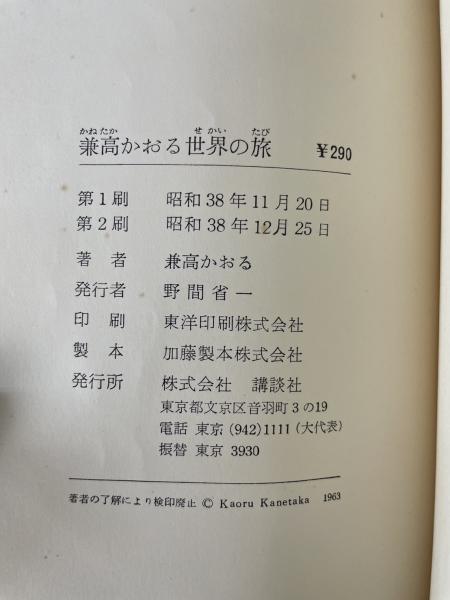 かねたか せかい たび
兼高かおる世界の旅 ¥290
第1刷 昭和38年11月20日
第2刷 昭和38年12月25日
著者 兼高かおる
発行者 野間省一
印刷 東洋印刷株式会社
製本 加藤製本株式会社
発行所 株式会社 講談社
東京都文京区音羽町3の19
電話 東京(942)1111(大代表)
振替 東京 3930
著者の了解により検印廃止 © Kaoru Kanetaka 1963